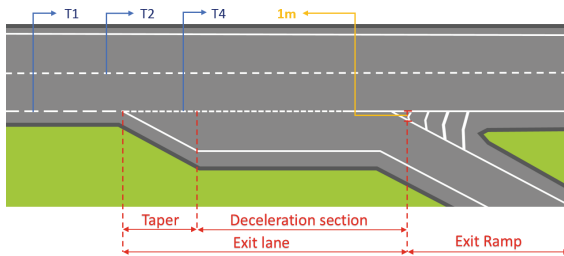 T1
T2
T4
1m
Taper
Deceleration section
Exit lane
Exit Ramp